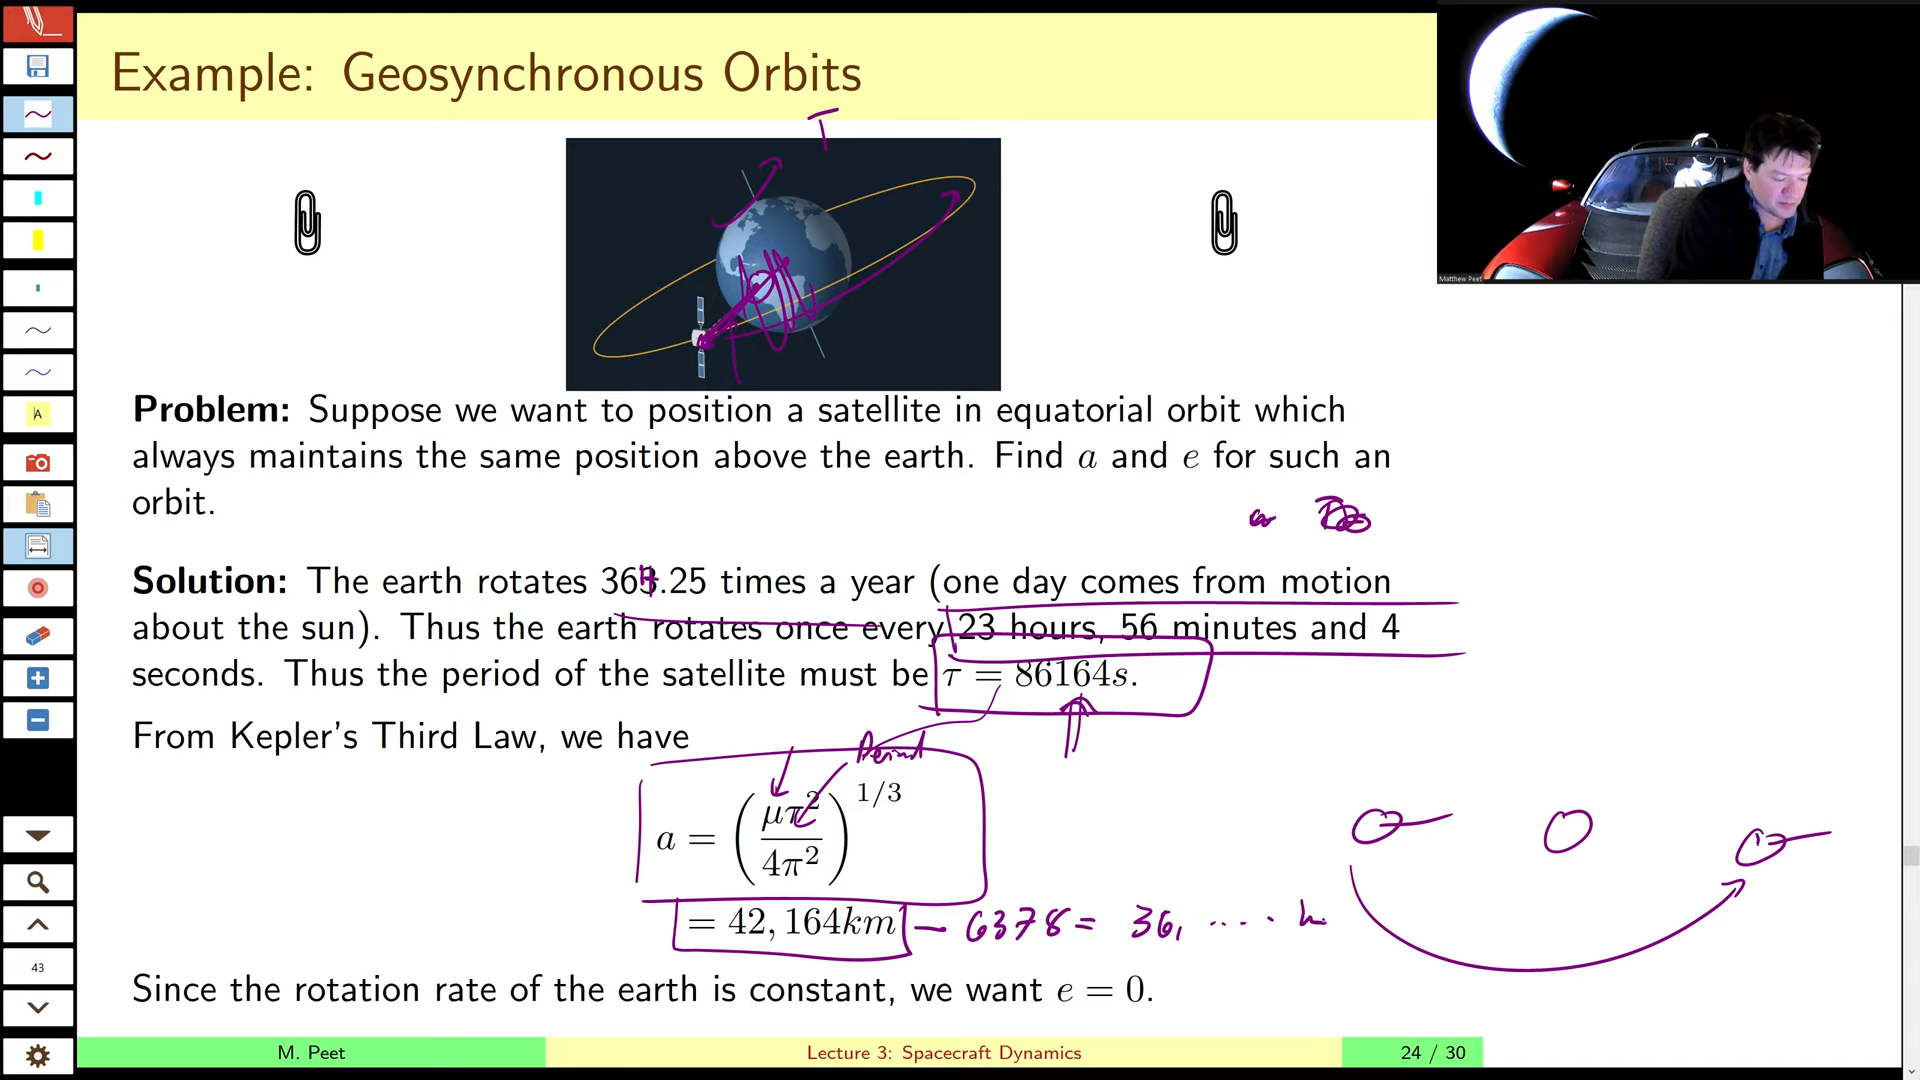 Example: Geosynchronous Orbits
T
Matthew Peet
A
Problem: Suppose we want to position a satellite in equatorial orbit which
always maintains the same position above the earth. Find a and e for such an
orbit.
Solution: The earth rotates 364.25 times a year (one day comes from motion
about the sun). Thus the earth rotates once every 23 hours, 56 minutes and 4
seconds. Thus the period of the satellite must be τ = 86164s.
From Kepler's Third Law, we have
Period
a = (μτ²/4π²)^1/3
= 42,164km − 6378 = 36, ....
43
Since the rotation rate of the earth is constant, we want e = 0.
M. Peet
Lecture 3: Spacecraft Dynamics
24 / 30